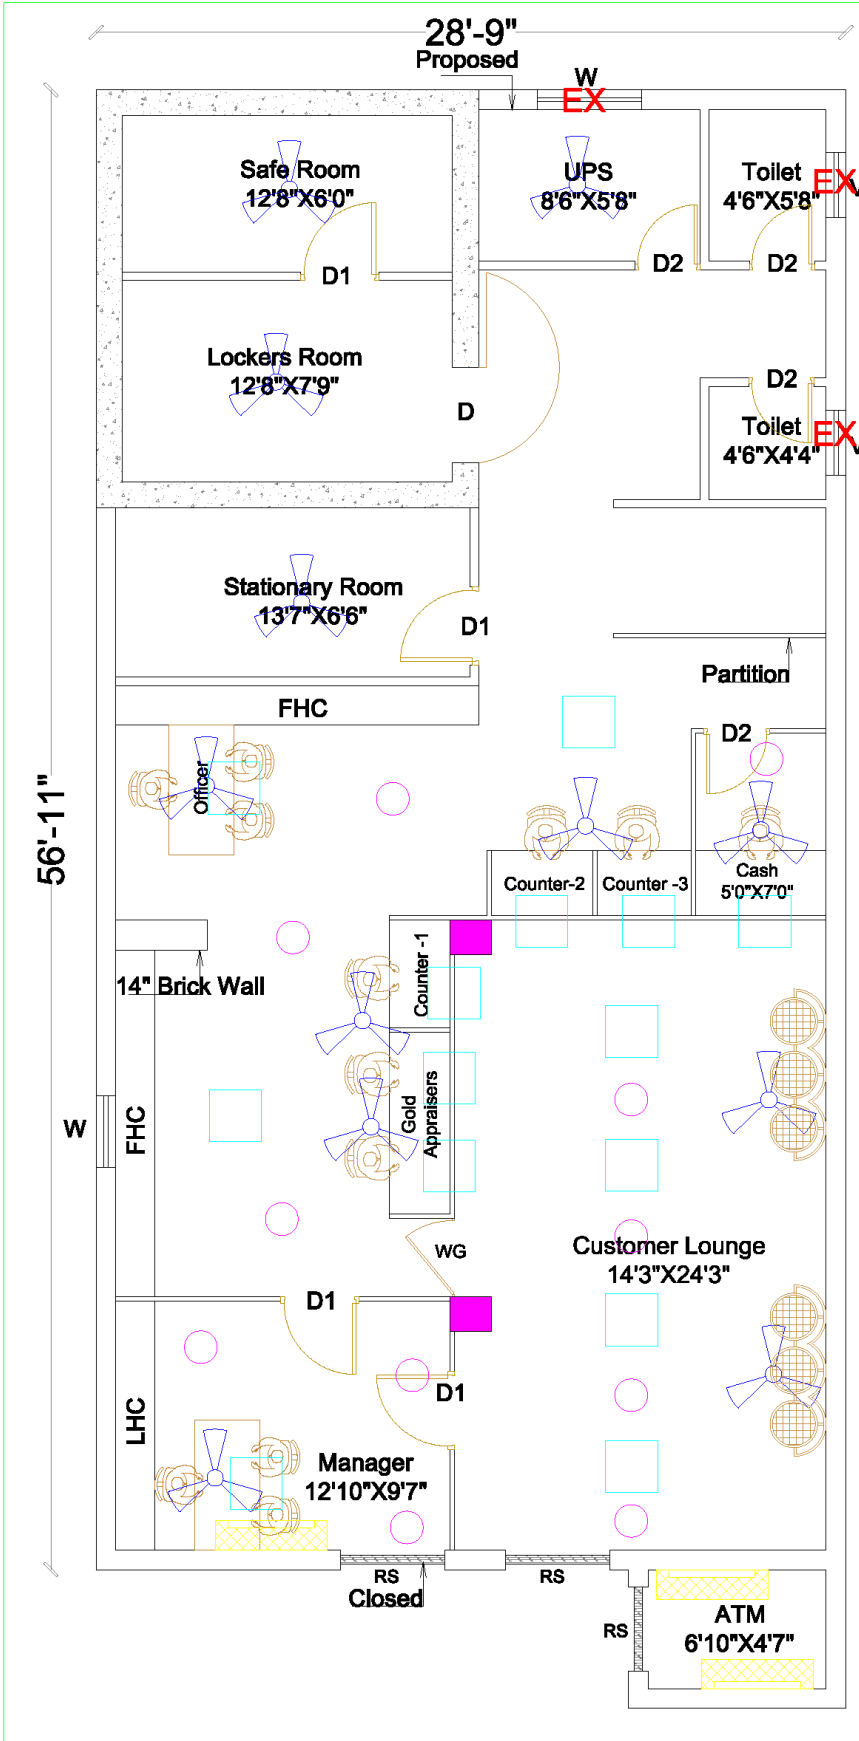 28'-9"
Proposed
W
EX
Safe Room
12'8"X6'0"
UPS
8'6"X5'8"
Toilet
4'6"X5'8"
EX
D1
D2
D2
Lockers Room
12'8"X7'9"
D
D2
Toilet
4'6"X4'4"
EX
Stationary Room
13'7"X6'6"
D1
Partition
FHC
D2
Officer
56'-11"
Counter-2
Counter -3
Cash
5'0"X7'0"
Counter -1
14" Brick Wall
Gold
Appraisers
W
FHC
WG
Customer Lounge
14'3"X24'3"
D1
D1
LHC
Manager
12'10"X9'7"
RS
Closed
RS
RS
ATM
6'10"X4'7"